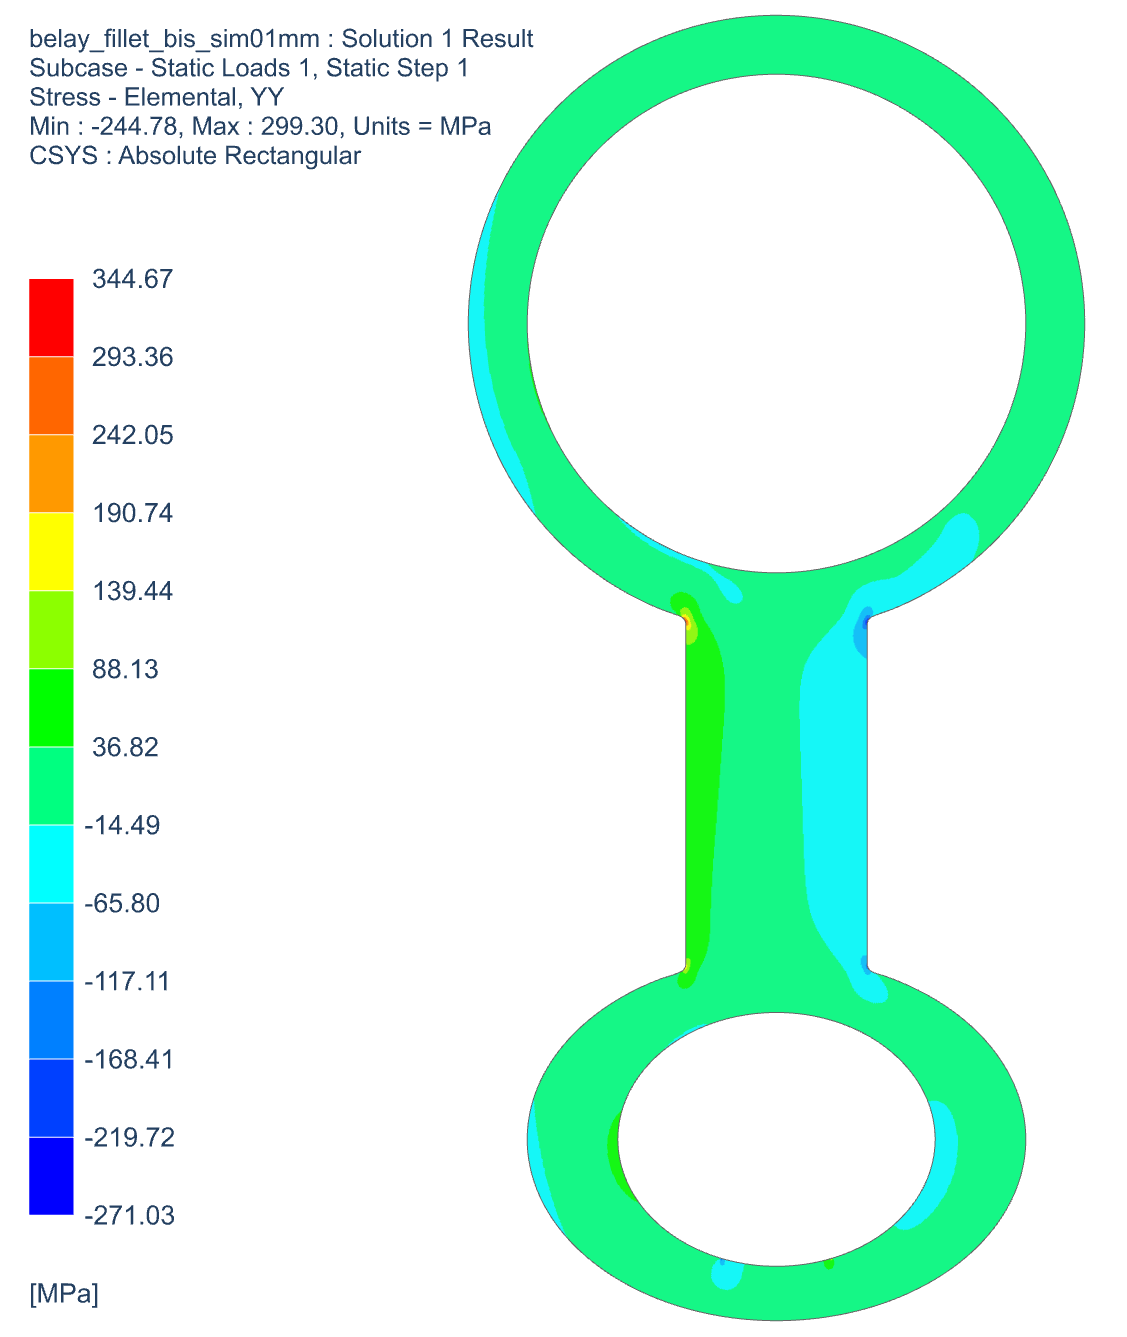 belay_fillet_bis_sim01mm : Solution 1 Result
Subcase - Static Loads 1, Static Step 1
Stress - Elemental, YY
Min : -244.78, Max : 299.30, Units = MPa
CSYS : Absolute Rectangular
344.67
293.36
242.05
190.74
139.44
88.13
36.82
-14.49
-65.80
-117.11
-168.41
-219.72
-271.03
[MPa]